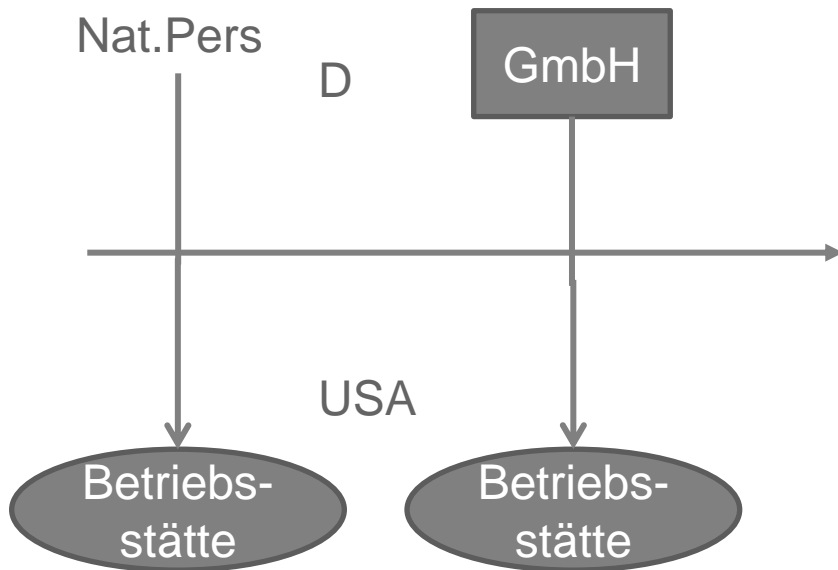 Nat.Pers
D
GmbH
USA
Betriebs-
stätte
Betriebs-
stätte